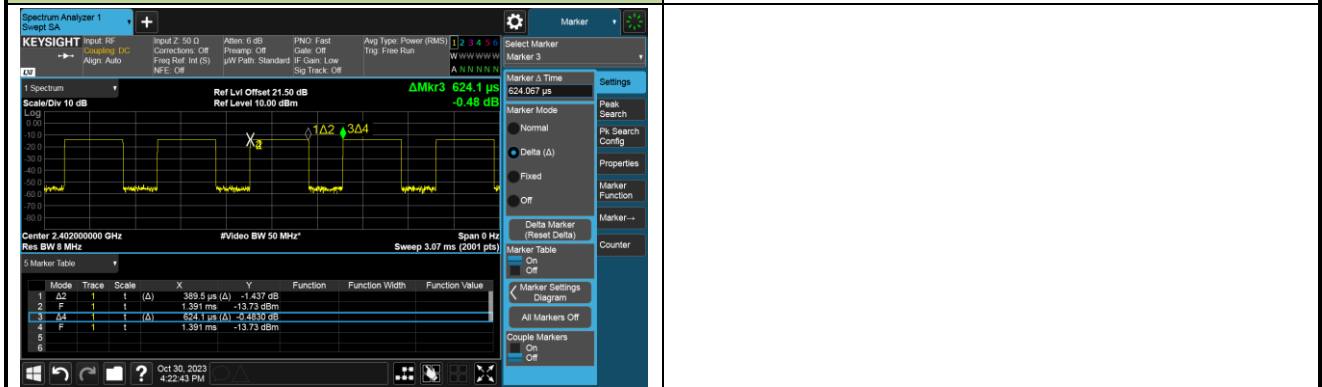 Spectrum Analyzer 1
Swept SA
+
Marker
KEYSIGHT
Input: RF
Coupling: DC
Align: Auto
Input Z: 50 Ω
Corrections: Off
Freq Ref: Int (S)
NFE: Off
Atten: 6 dB
Preamp: Off
µW Path: Standard
PNO: Fast
Gate: Off
IF Gain: Low
Sig Track: Off
Avg Type: Power (RMS)
Trig: Free Run
1 2 3 4 5 6
W W W W W W
A N N N N N
LXI
Select Marker
Marker 3
1 Spectrum
Scale/Div 10 dB
Ref Lvl Offset 21.50 dB
Ref Level 10.00 dBm
ΔMkr3 624.1 µs
-0.48 dB
Log
0.00
-10.0
-20.0
-30.0
-40.0
-50.0
-60.0
-70.0
-80.0
1Δ2
3Δ4
Center 2.402000000 GHz
Res BW 8 MHz
#Video BW 50 MHz*
Span 0 Hz
Sweep 3.07 ms (2001 pts)
5 Marker Table
Mode Trace Scale X Y Function Function Width Function Value
1 Δ2 1 t (Δ) 389.5 µs (Δ) -1.437 dB
2 F 1 t 1.391 ms -13.73 dBm
3 Δ4 1 t (Δ) 624.1 µs (Δ) -0.4830 dB
4 F 1 t 1.391 ms -13.73 dBm
5
6
Marker Δ Time
624.067 µs
Marker Mode
Normal
Delta (Δ)
Fixed
Off
Delta Marker
(Reset Delta)
Marker Table
On
Off
Marker Settings
Diagram
All Markers Off
Couple Markers
On
Off
Settings
Peak
Search
Pk Search
Config
Properties
Marker
Function
Marker→
Counter
?
Oct 30, 2023
4:22:43 PM